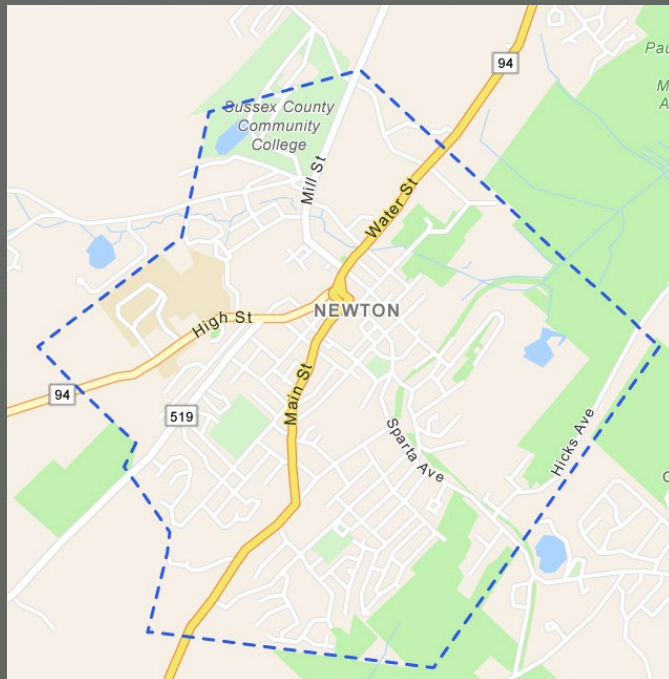 94
Pau
M
A
Sussex County
Community
College
Mill St
Water St
NEWTON
High St
94
519
Main St
Sparta Ave
Hicks Ave